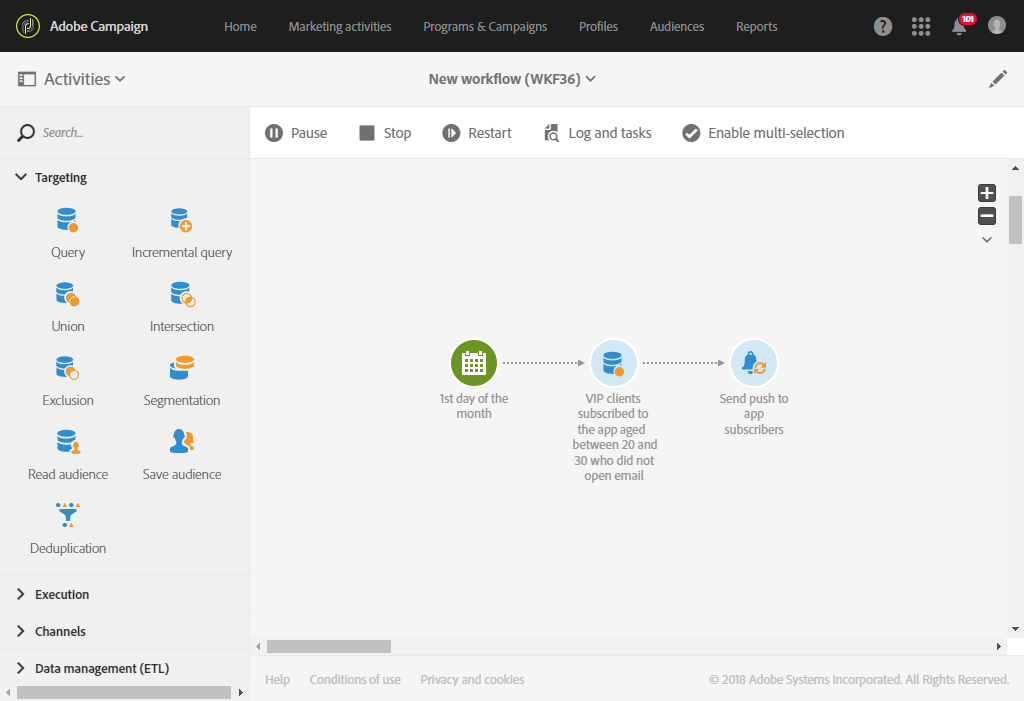 Adobe Campaign
Home
Marketing activities
Programs & Campaigns
Profiles
Audiences
Reports
?
101
Activities
New workflow (WKF36)
Search...
Pause
Stop
Restart
Log and tasks
Enable multi-selection
Targeting
Query
Incremental query
Union
Intersection
Exclusion
Segmentation
Read audience
Save audience
Deduplication
Execution
Channels
Data management (ETL)
1st day of the
month
VIP clients
subscribed to
the app aged
between 20 and
30 who did not
open email
Send push to
app
subscribers
Help
Conditions of use
Privacy and cookies
© 2018 Adobe Systems Incorporated. All Rights Reserved.